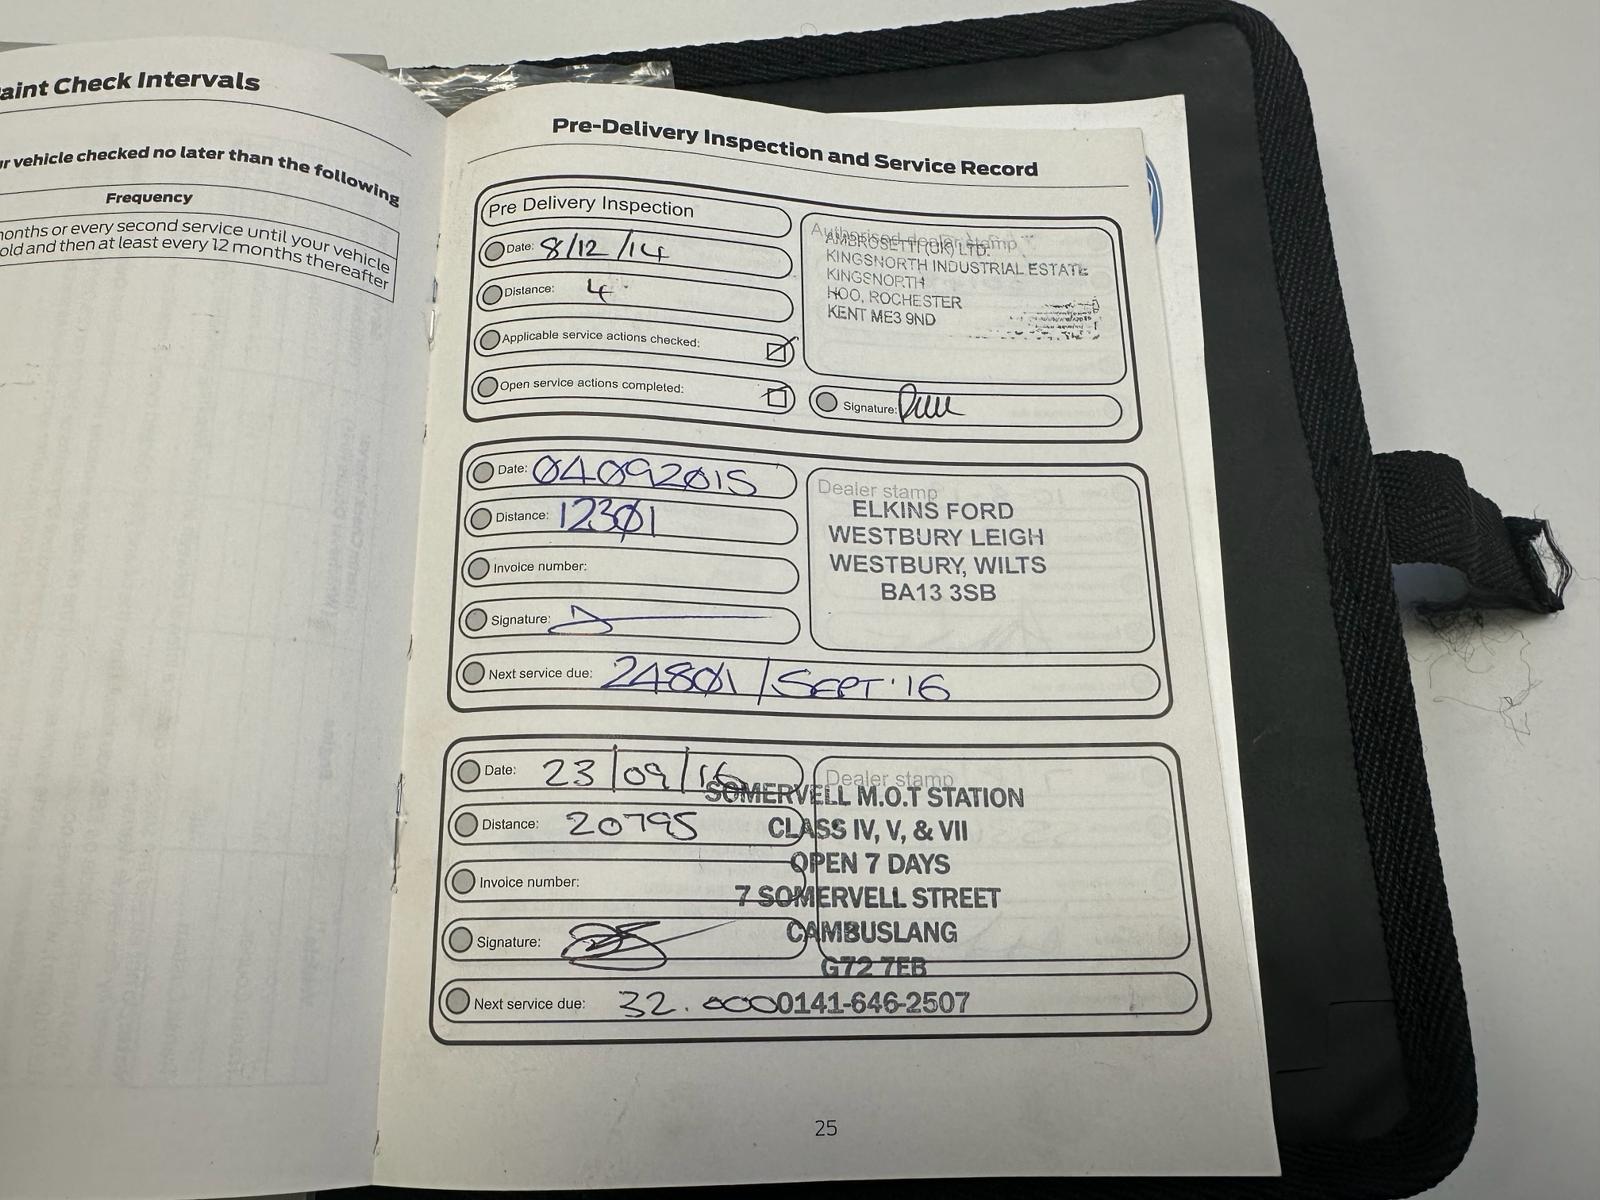 aint Check Intervals
r vehicle checked no later than the following
Frequency
onths or every second service until your vehicle
old and then at least every 12 months thereafter
Pre-Delivery Inspection and Service Record
Pre Delivery Inspection
Date: 8/12/14
Distance: 4
Applicable service actions checked:
Open service actions completed:
Authorised dealer stamp
AMBROSETTI (UK) LTD.
KINGSNORTH INDUSTRIAL ESTATE
KINGSNORTH
HOO, ROCHESTER
KENT ME3 9ND
Signature:
Date: 04092015
Distance: 12301
Invoice number:
Signature:
Dealer stamp
ELKINS FORD
WESTBURY LEIGH
WESTBURY, WILTS
BA13 3SB
Next service due: 24801 / SEPT '16
Date: 23/09/16
Distance: 20795
Invoice number:
Signature:
Dealer stamp
SOMERVELL M.O.T STATION
CLASS IV, V, & VII
OPEN 7 DAYS
7 SOMERVELL STREET
CAMBUSLANG
G72 7EB
0141-646-2507
Next service due: 32.000
25